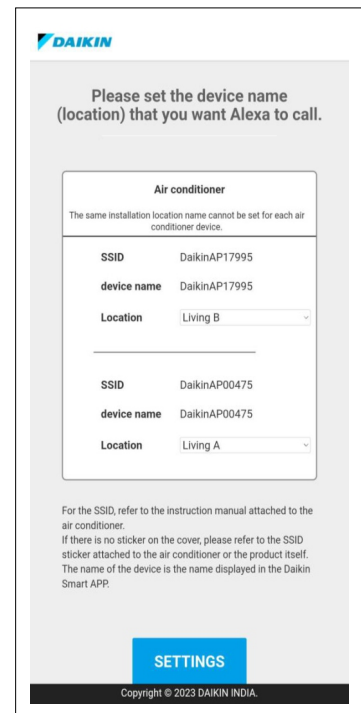 DAIKIN
Please set the device name
(location) that you want Alexa to call.
Air conditioner
The same installation location name cannot be set for each air
conditioner device.
SSID DaikinAP17995
device name DaikinAP17995
Location Living B
SSID DaikinAP00475
device name DaikinAP00475
Location Living A
For the SSID, refer to the instruction manual attached to the
air conditioner.
If there is no sticker on the cover, please refer to the SSID
sticker attached to the air conditioner or the product itself.
The name of the device is the name displayed in the Daikin
Smart APP.
SETTINGS
Copyright © 2023 DAIKIN INDIA.